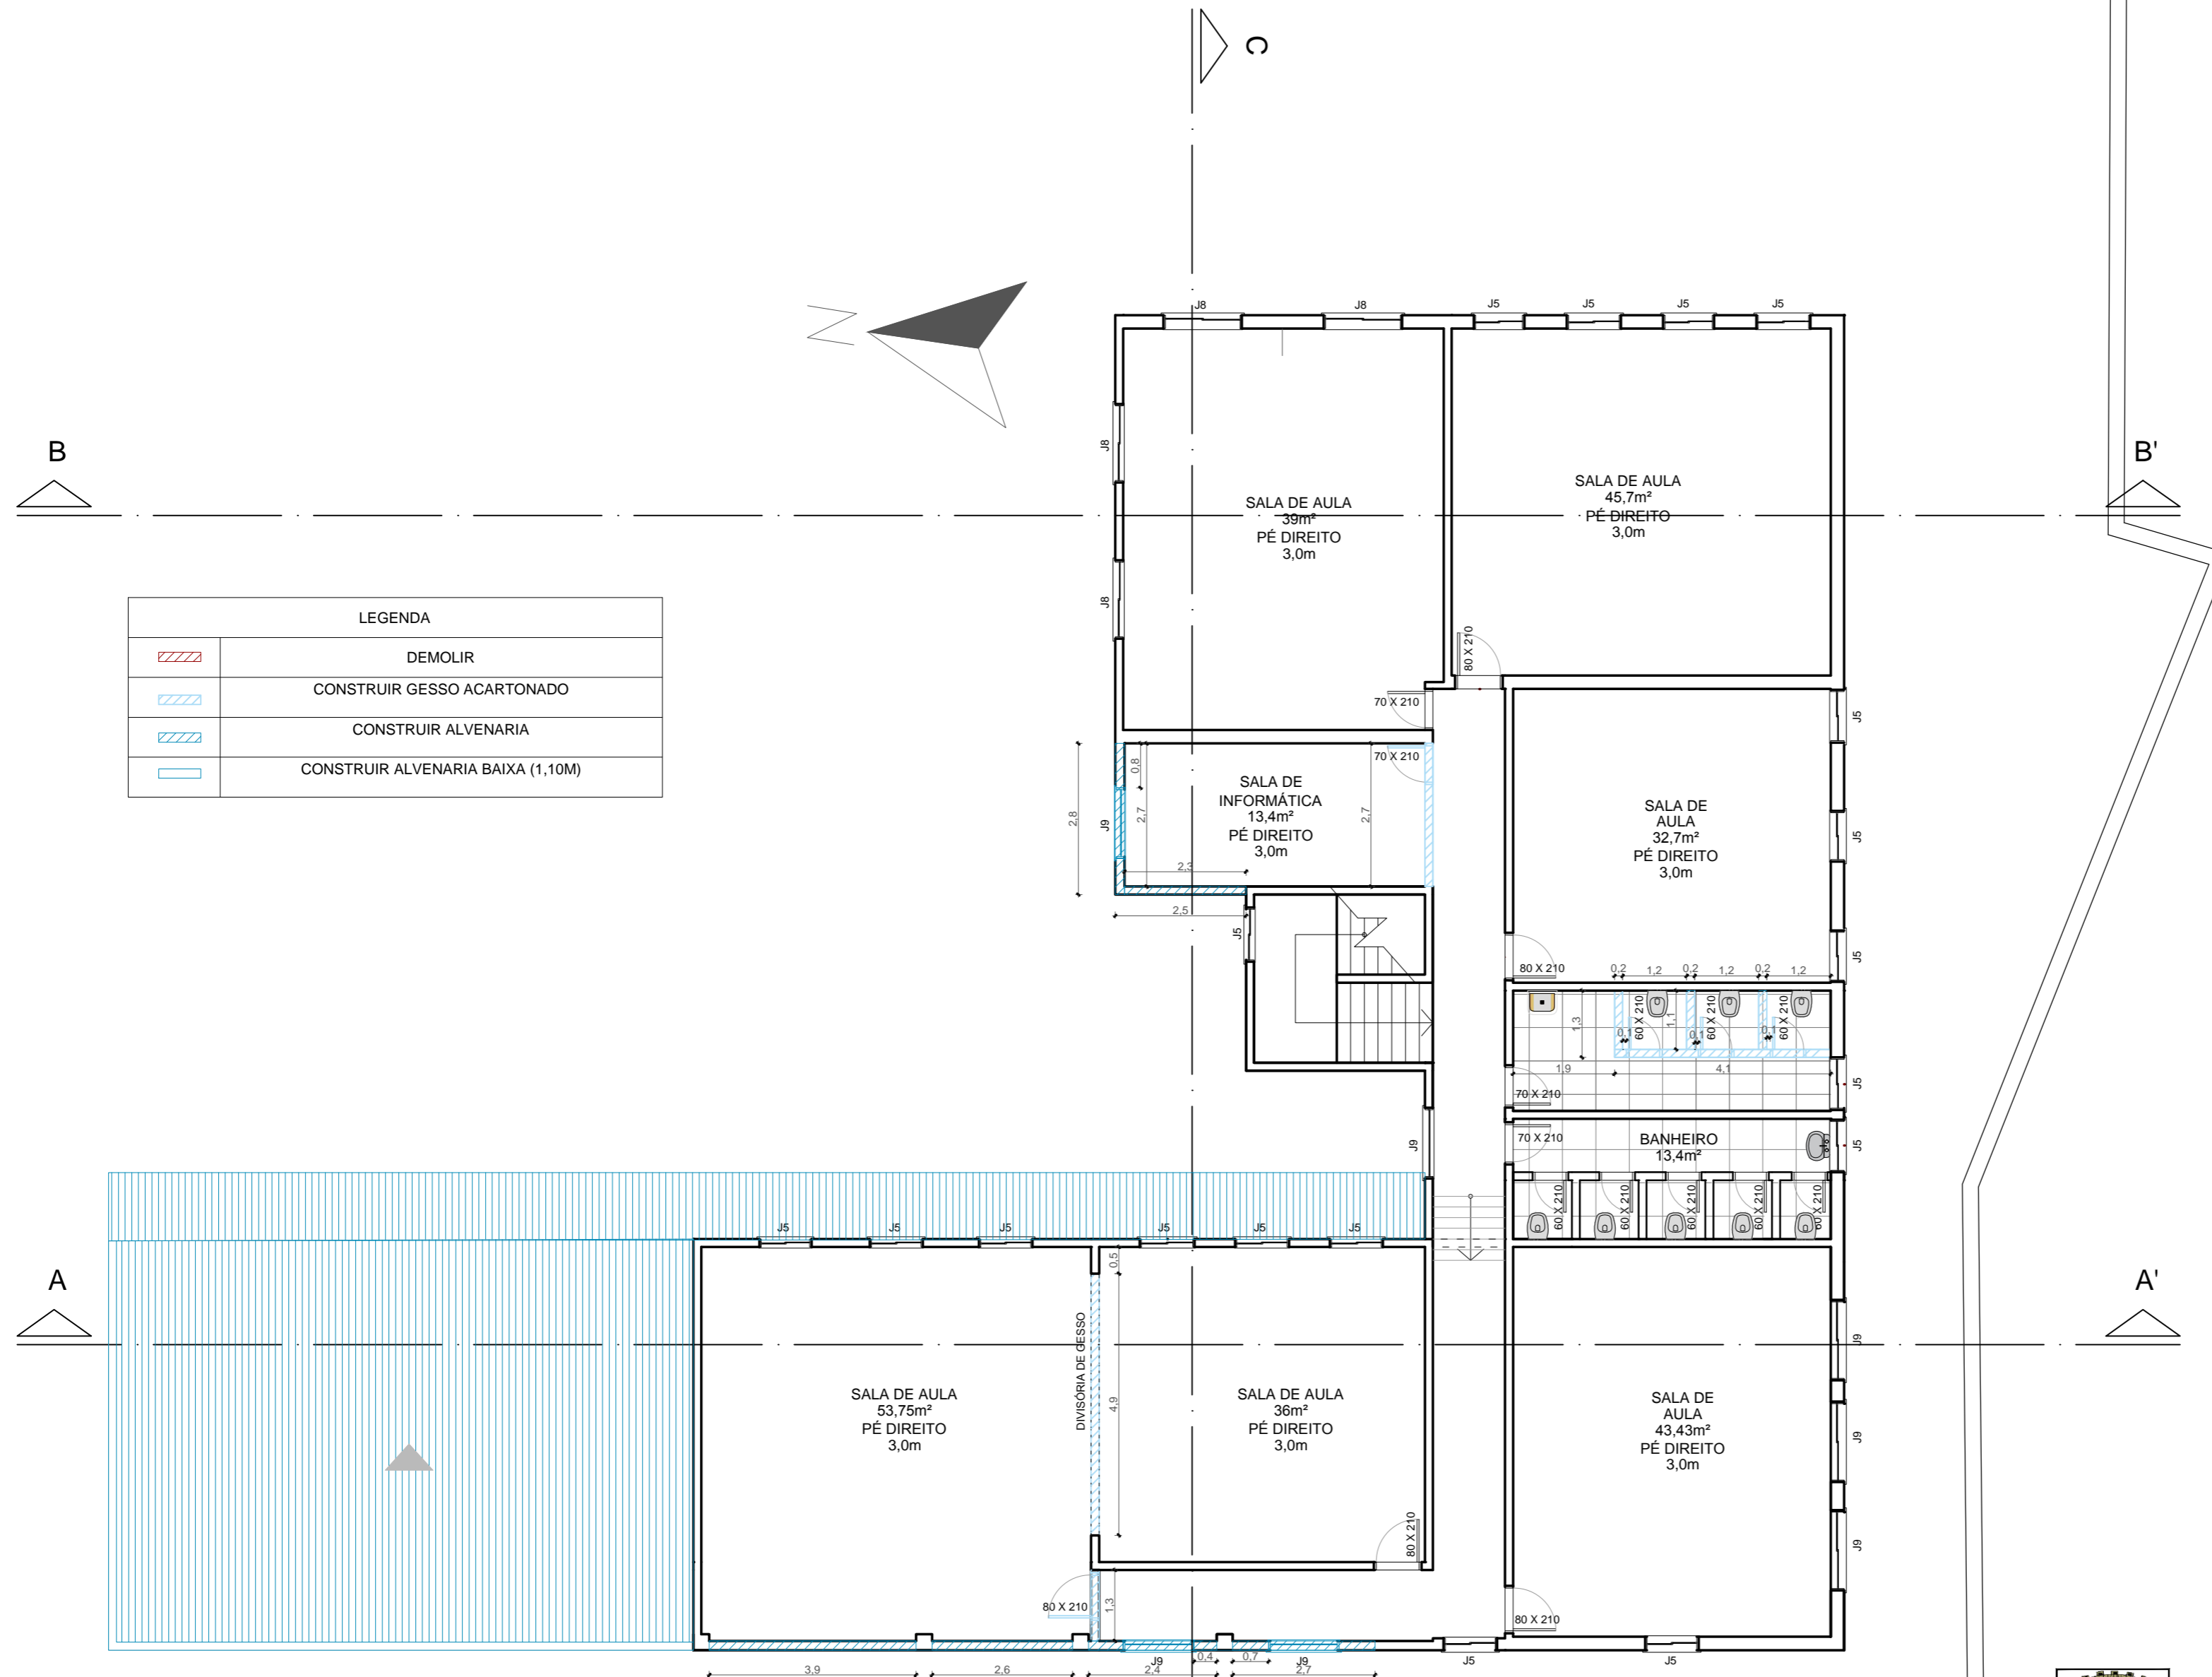 C
N
J8
J8
J5
J5
J5
J5
J8
B
B'
SALA DE AULA
39m²
PÉ DIREITO
3,0m
SALA DE AULA
45,7m²
PÉ DIREITO
3,0m
J8
LEGENDA
DEMOLIR
CONSTRUIR GESSO ACARTONADO
CONSTRUIR ALVENARIA
CONSTRUIR ALVENARIA BAIXA (1,10M)
80 X 210
70 X 210
J5
70 X 210
0,8
2,8
2,7
J9
SALA DE
INFORMÁTICA
13,4m²
PÉ DIREITO
3,0m
2,7
2,3
2,5
SALA DE
AULA
32,7m²
PÉ DIREITO
3,0m
J5
J5
J5
80 X 210
0,2
1,2
0,2
1,2
0,2
1,2
1,3
0,1
60 X 210
1,1
0,1
60 X 210
0,1
60 X 210
1,9
4,1
70 X 210
J5
J9
70 X 210
BANHEIRO
13,4m²
J5
60 X 210
60 X 210
60 X 210
60 X 210
60 X 210
J5
J5
J5
J5
J5
J5
0,5
A
A'
DIVISÓRIA DE GESSO
4,9
SALA DE AULA
53,75m²
PÉ DIREITO
3,0m
SALA DE AULA
36m²
PÉ DIREITO
3,0m
SALA DE
AULA
43,43m²
PÉ DIREITO
3,0m
J9
J9
J9
80 X 210
80 X 210
1,3
80 X 210
J9
0,4
0,7
J9
J5
J5
3,9
2,6
2,4
2,7